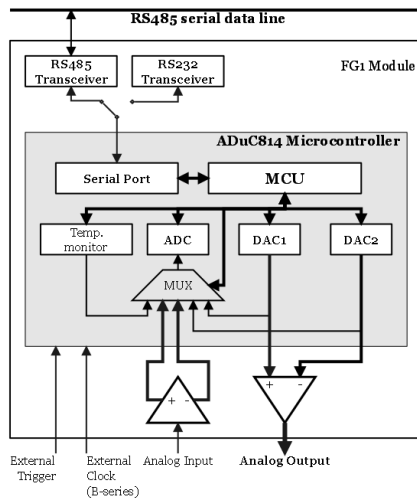 RS485 serial data line
RS485
Transceiver
RS232
Transceiver
FG1 Module
ADuC814 Microcontroller
Serial Port
MCU
Temp.
monitor
ADC
DAC1
DAC2
MUX
+ -
+ -
External
Trigger
External
Clock
(B-series)
Analog Input
Analog Output